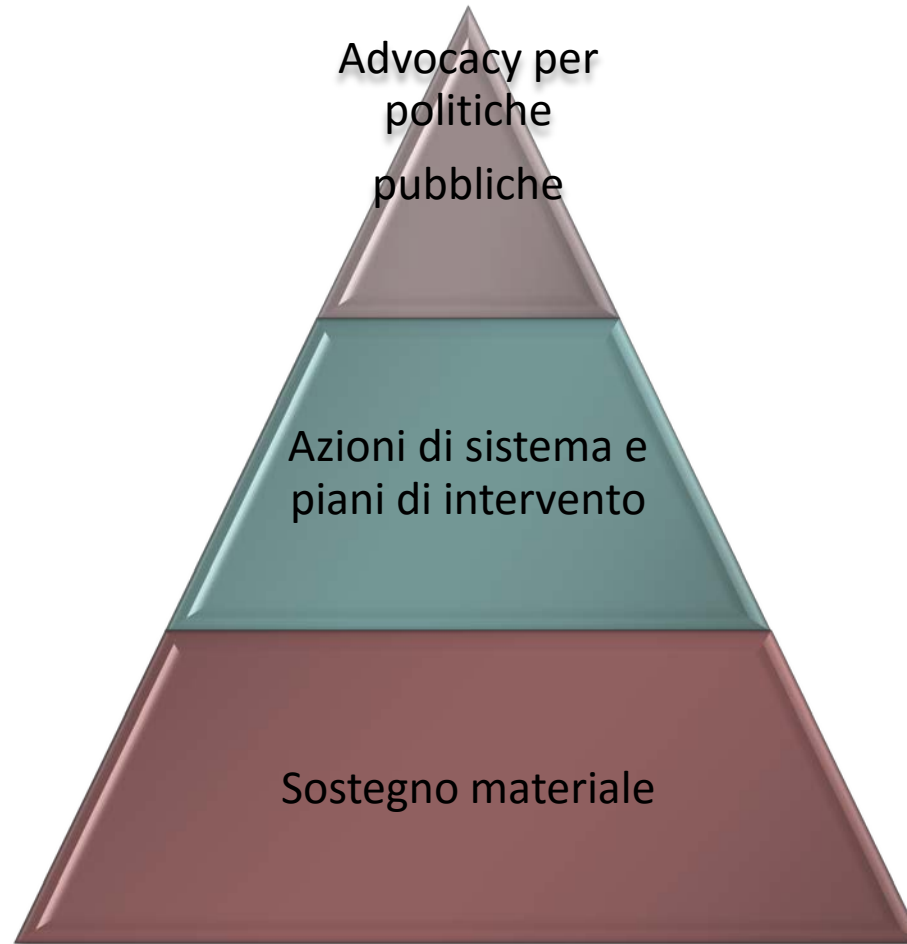 Advocacy per
politiche
pubbliche
Azioni di sistema e
piani di intervento
Sostegno materiale